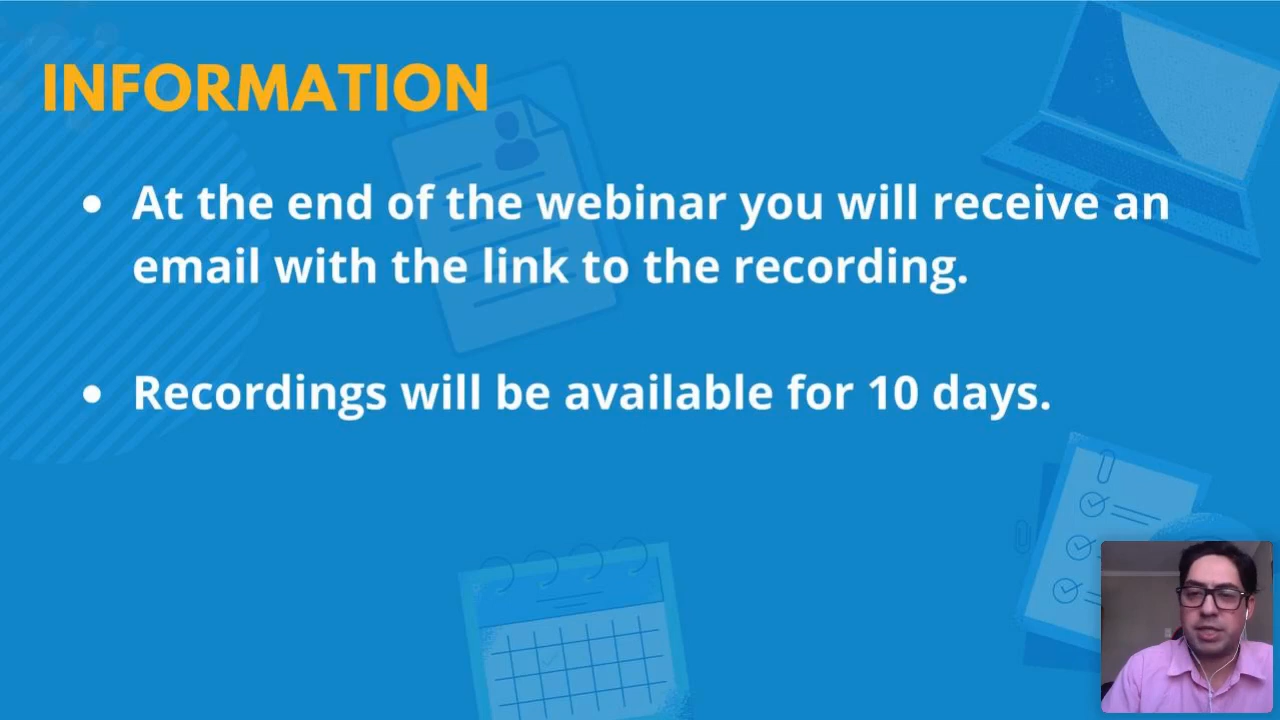 INFORMATION
• At the end of the webinar you will receive an
email with the link to the recording.
• Recordings will be available for 10 days.